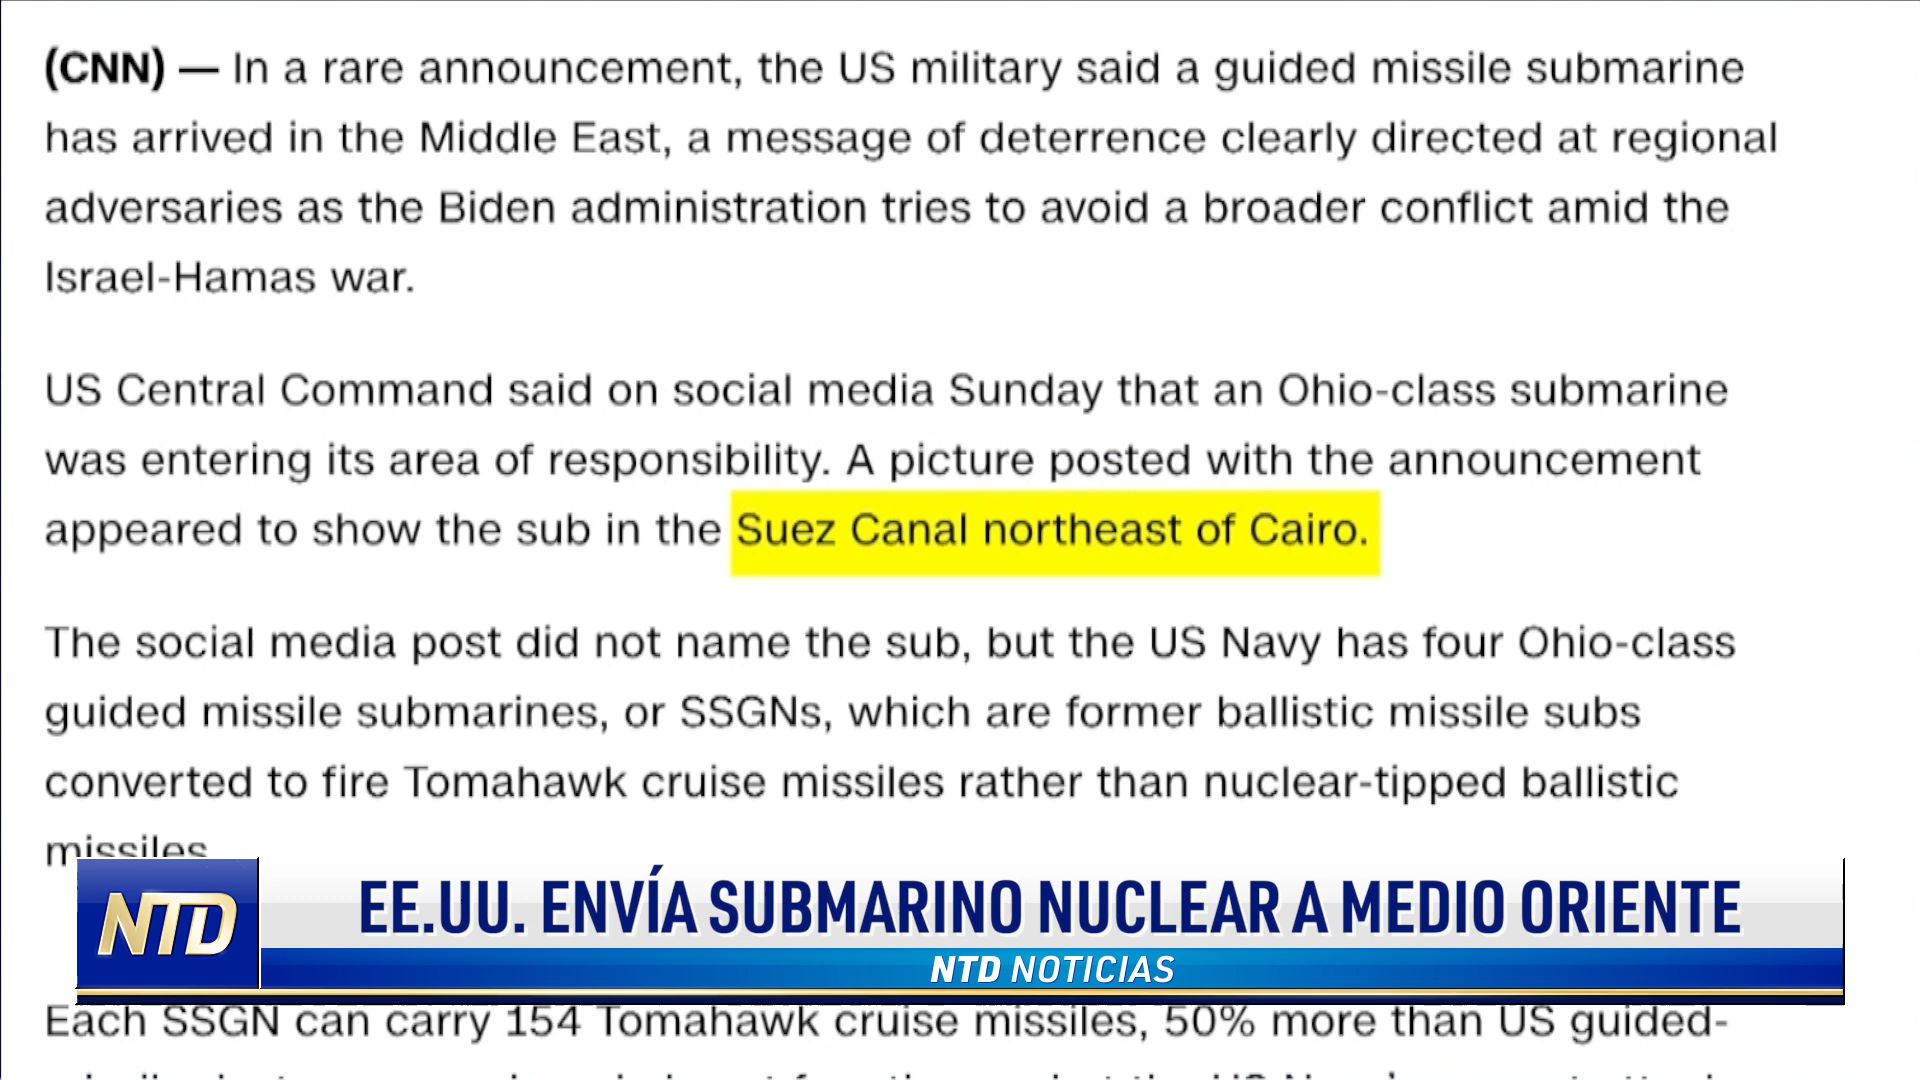 (CNN) — In a rare announcement, the US military said a guided missile submarine
has arrived in the Middle East, a message of deterrence clearly directed at regional
adversaries as the Biden administration tries to avoid a broader conflict amid the
Israel-Hamas war.
US Central Command said on social media Sunday that an Ohio-class submarine
was entering its area of responsibility. A picture posted with the announcement
appeared to show the sub in the Suez Canal northeast of Cairo.
The social media post did not name the sub, but the US Navy has four Ohio-class
guided missile submarines, or SSGNs, which are former ballistic missile subs
converted to fire Tomahawk cruise missiles rather than nuclear-tipped ballistic
missiles.
NTD
EE.UU. ENVÍA SUBMARINO NUCLEAR A MEDIO ORIENTE
NTD NOTICIAS
Each SSGN can carry 154 Tomahawk cruise missiles, 50% more than US guided-